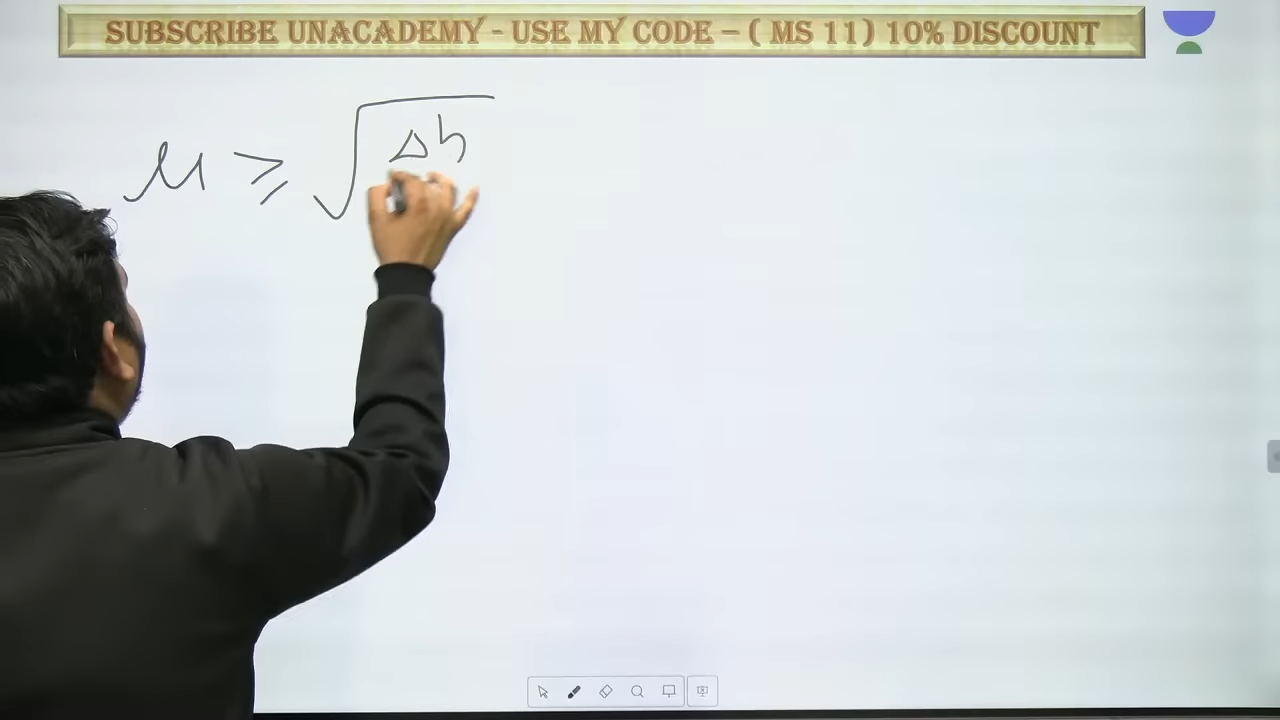 SUBSCRIBE UNACADEMY - USE MY CODE – ( MS 11) 10% DISCOUNT
μ ≥ √Δh